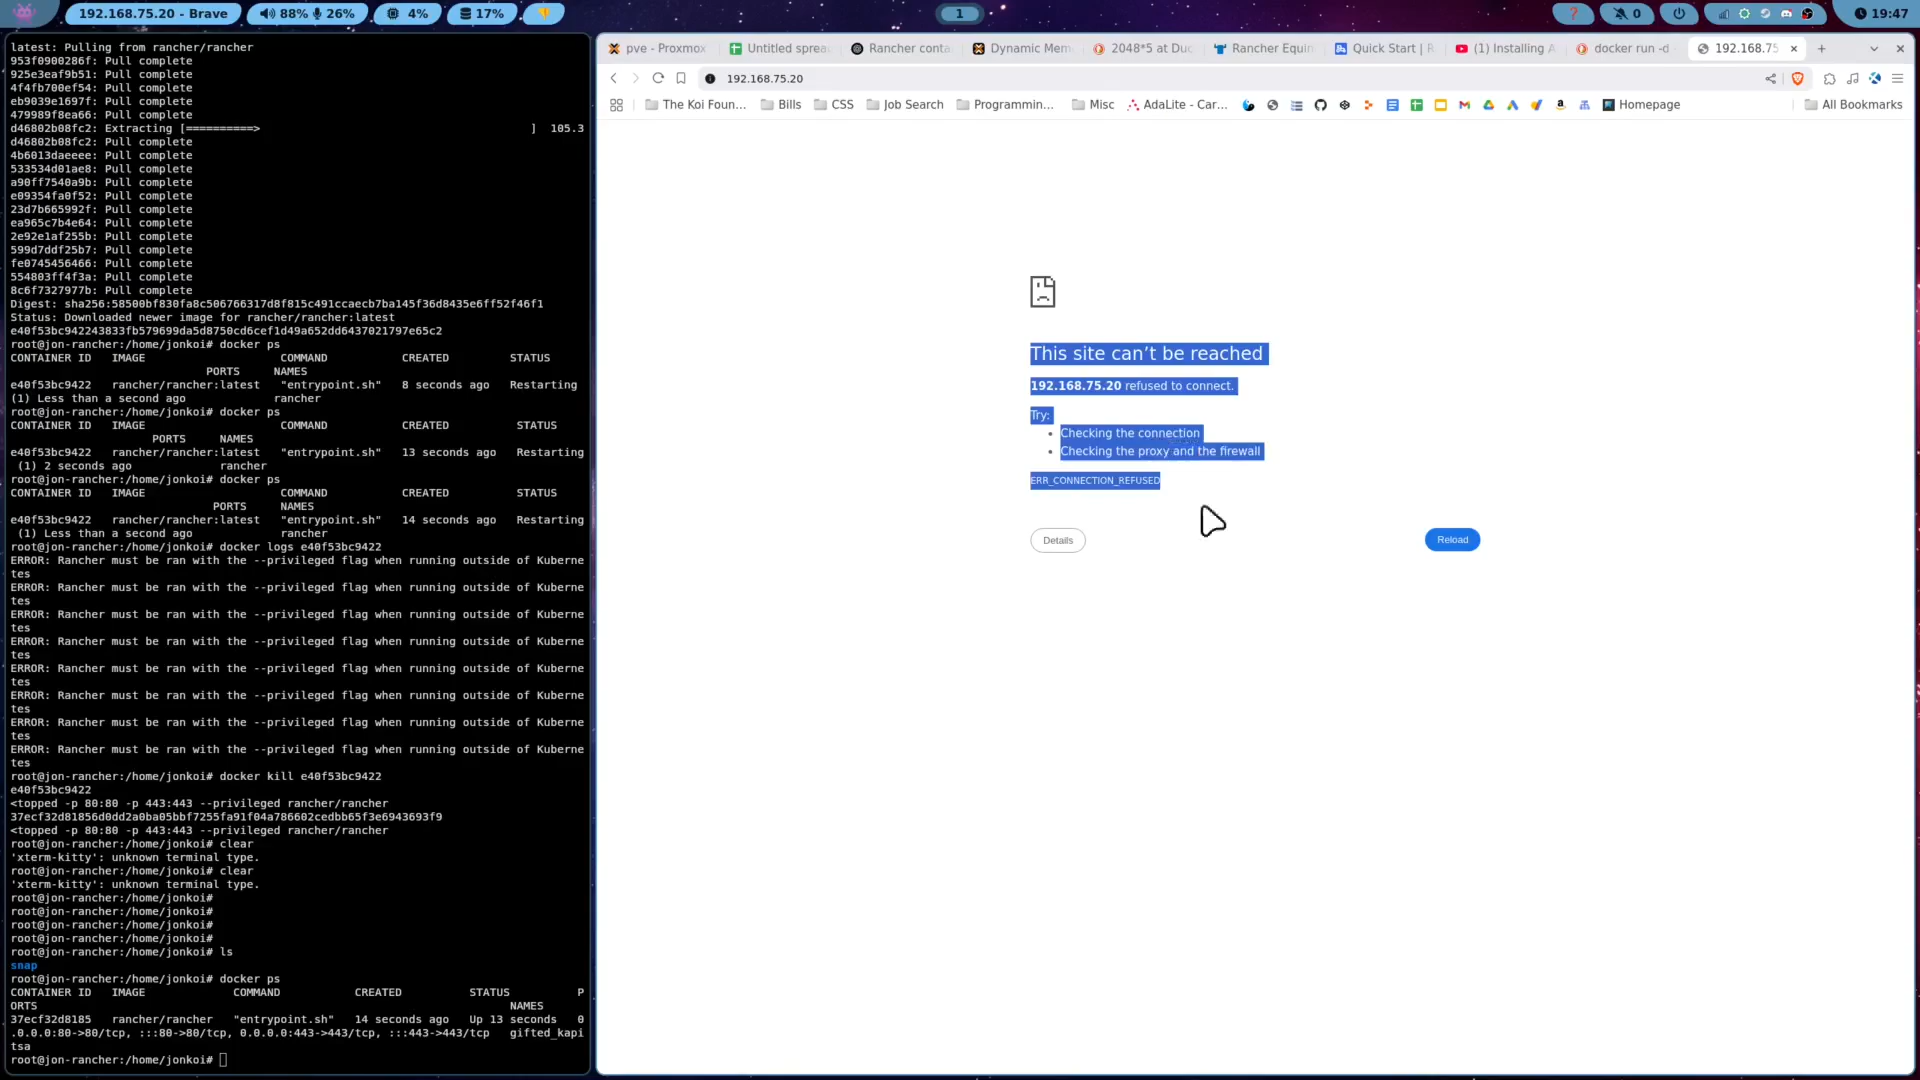 192.168.75.20 - Brave
88% 26%
4%
17%
1
0
19:47
latest: Pulling from rancher/rancher
953f0900286f: Pull complete
925e3eaf9b51: Pull complete
4f4fb700ef54: Pull complete
eb9039e1697f: Pull complete
479989f8ea66: Pull complete
d46802b08fc2: Extracting [==========>                                        ]  105.3
d46802b08fc2: Pull complete
4b6013daeeee: Pull complete
533534d01ae8: Pull complete
a90ff7540a9b: Pull complete
e09354fa0f52: Pull complete
23d7b665992f: Pull complete
ea965c7b4e64: Pull complete
2e92e1af255b: Pull complete
599d7ddf25b7: Pull complete
fe0745456466: Pull complete
554803ff4f3a: Pull complete
8c6f7327977b: Pull complete
Digest: sha256:58500bf830fa8c506766317d8f815c491ccaecb7ba145f36d8435e6ff52f46f1
Status: Downloaded newer image for rancher/rancher:latest
e40f53bc942243833fb579699da5d8750cd6cef1d49a652dd6437021797e65c2
root@jon-rancher:/home/jonkoi# docker ps
CONTAINER ID   IMAGE                    COMMAND           CREATED         STATUS
PORTS     NAMES
e40f53bc9422   rancher/rancher:latest   "entrypoint.sh"   8 seconds ago   Restarting
(1) Less than a second ago             rancher
root@jon-rancher:/home/jonkoi# docker ps
CONTAINER ID   IMAGE                    COMMAND           CREATED          STATUS
PORTS     NAMES
e40f53bc9422   rancher/rancher:latest   "entrypoint.sh"   13 seconds ago   Restarting
(1) 2 seconds ago             rancher
root@jon-rancher:/home/jonkoi# docker ps
CONTAINER ID   IMAGE                    COMMAND           CREATED          STATUS
PORTS     NAMES
e40f53bc9422   rancher/rancher:latest   "entrypoint.sh"   14 seconds ago   Restarting
(1) Less than a second ago             rancher
root@jon-rancher:/home/jonkoi# docker logs e40f53bc9422
ERROR: Rancher must be ran with the --privileged flag when running outside of Kuberne
tes
ERROR: Rancher must be ran with the --privileged flag when running outside of Kuberne
tes
ERROR: Rancher must be ran with the --privileged flag when running outside of Kuberne
tes
ERROR: Rancher must be ran with the --privileged flag when running outside of Kuberne
tes
ERROR: Rancher must be ran with the --privileged flag when running outside of Kuberne
tes
ERROR: Rancher must be ran with the --privileged flag when running outside of Kuberne
tes
ERROR: Rancher must be ran with the --privileged flag when running outside of Kuberne
tes
ERROR: Rancher must be ran with the --privileged flag when running outside of Kuberne
tes
root@jon-rancher:/home/jonkoi# docker kill e40f53bc9422
e40f53bc9422
<topped -p 80:80 -p 443:443 --privileged rancher/rancher
37ecf32d81856d0dd2a0ba05bbf7255fa91f04a786602cedbb65f3e6943693f9
<topped -p 80:80 -p 443:443 --privileged rancher/rancher
root@jon-rancher:/home/jonkoi# clear
'xterm-kitty': unknown terminal type.
root@jon-rancher:/home/jonkoi# clear
'xterm-kitty': unknown terminal type.
root@jon-rancher:/home/jonkoi#
root@jon-rancher:/home/jonkoi#
root@jon-rancher:/home/jonkoi#
root@jon-rancher:/home/jonkoi#
root@jon-rancher:/home/jonkoi# ls
snap
root@jon-rancher:/home/jonkoi# docker ps
CONTAINER ID   IMAGE             COMMAND           CREATED          STATUS          P
ORTS                                                                      NAMES
37ecf32d8185   rancher/rancher   "entrypoint.sh"   14 seconds ago   Up 13 seconds   0
.0.0.0:80->80/tcp, :::80->80/tcp, 0.0.0.0:443->443/tcp, :::443->443/tcp   gifted_kapi
tsa
root@jon-rancher:/home/jonkoi#
pve - Proxmox
Untitled sprea
Rancher conta
Dynamic Mem
2048*5 at Duc
Rancher Equin
Quick Start | R
(1) Installing A
docker run -d
192.168.75
192.168.75.20
The Koi Foun...
Bills
CSS
Job Search
Programmin...
Misc
AdaLite - Car...
Homepage
All Bookmarks
This site can’t be reached
192.168.75.20 refused to connect.
Try:
• Checking the connection
• Checking the proxy and the firewall
ERR_CONNECTION_REFUSED
Details
Reload